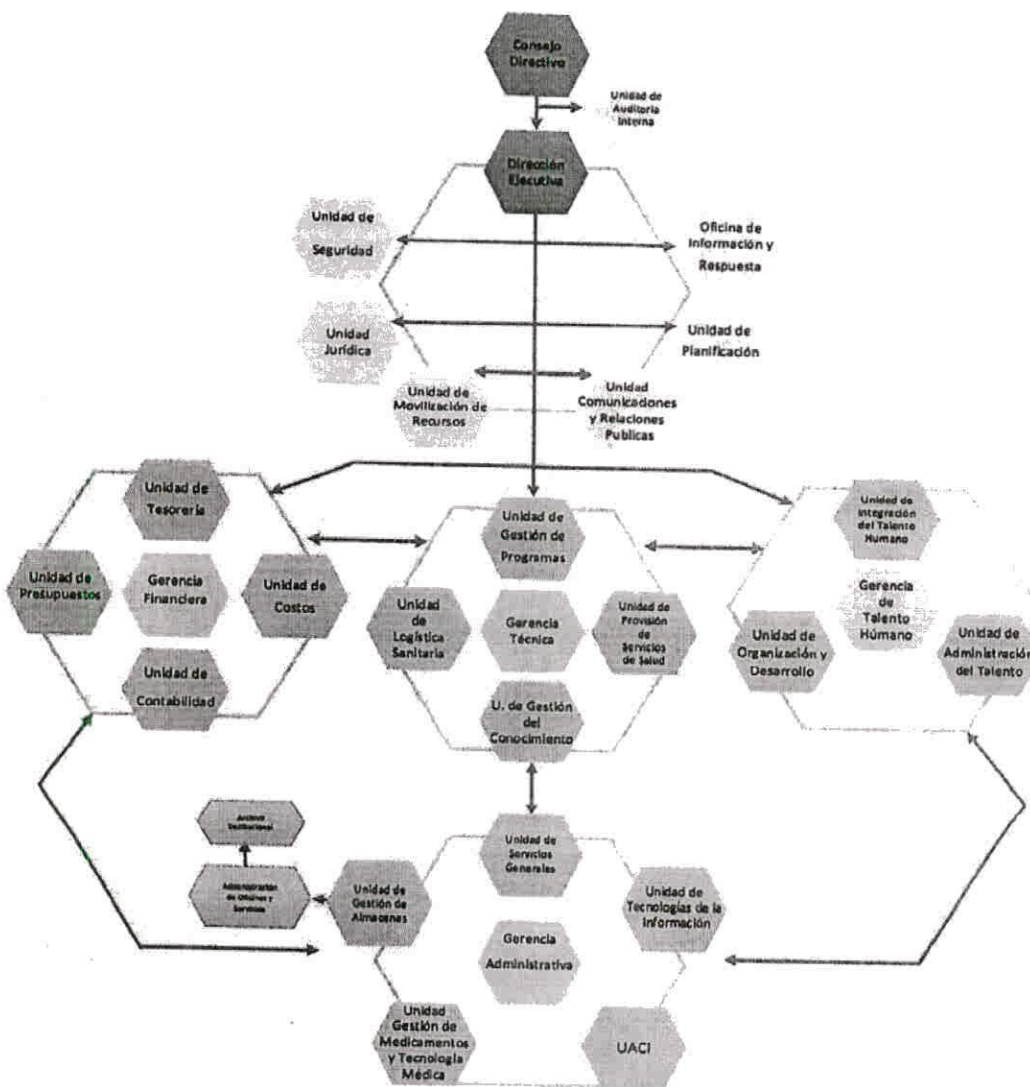 Consejo
Directivo
Unidad de
Auditoria
Interna
Dirección
Ejecutiva
Unidad de
Seguridad
Oficina de
Información y
Respuesta
Unidad
Jurídica
Unidad de
Planificación
Unidad de
Movilización de
Recursos
Unidad
Comunicaciones
y Relaciones
Publicas
Unidad de
Tesorería
Unidad de
Presupuestos
Gerencia
Financiera
Unidad de
Costos
Unidad de
Contabilidad
Unidad de
Gestión de
Programas
Unidad
de
Logística
Sanitaria
Gerencia
Técnica
Unidad de
Provisión
de
Servicios
de Salud
U. de Gestión
del
Conocimiento
Unidad de
Integración
del Talento
Humano
Gerencia
de
Talento
Húmano
Unidad de
Organización y
Desarrollo
Unidad de
Administración
del Talento
Archivo
Institucional
Administración
de Oficinas y
Servicios
Unidad de
Gestión de
Almacenes
Unidad de
Servicios
Generales
Unidad de
Tecnologías de la
Información
Gerencia
Administrativa
Unidad
Gestión de
Medicamentos
y Tecnología
Médica
UACI